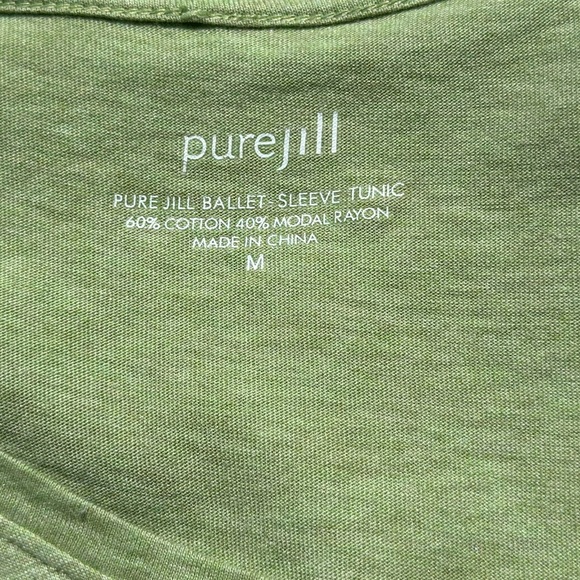 purejill
PURE JILL BALLET-SLEEVE TUNIC
60% COTTON 40% MODAL RAYON
MADE IN CHINA
M